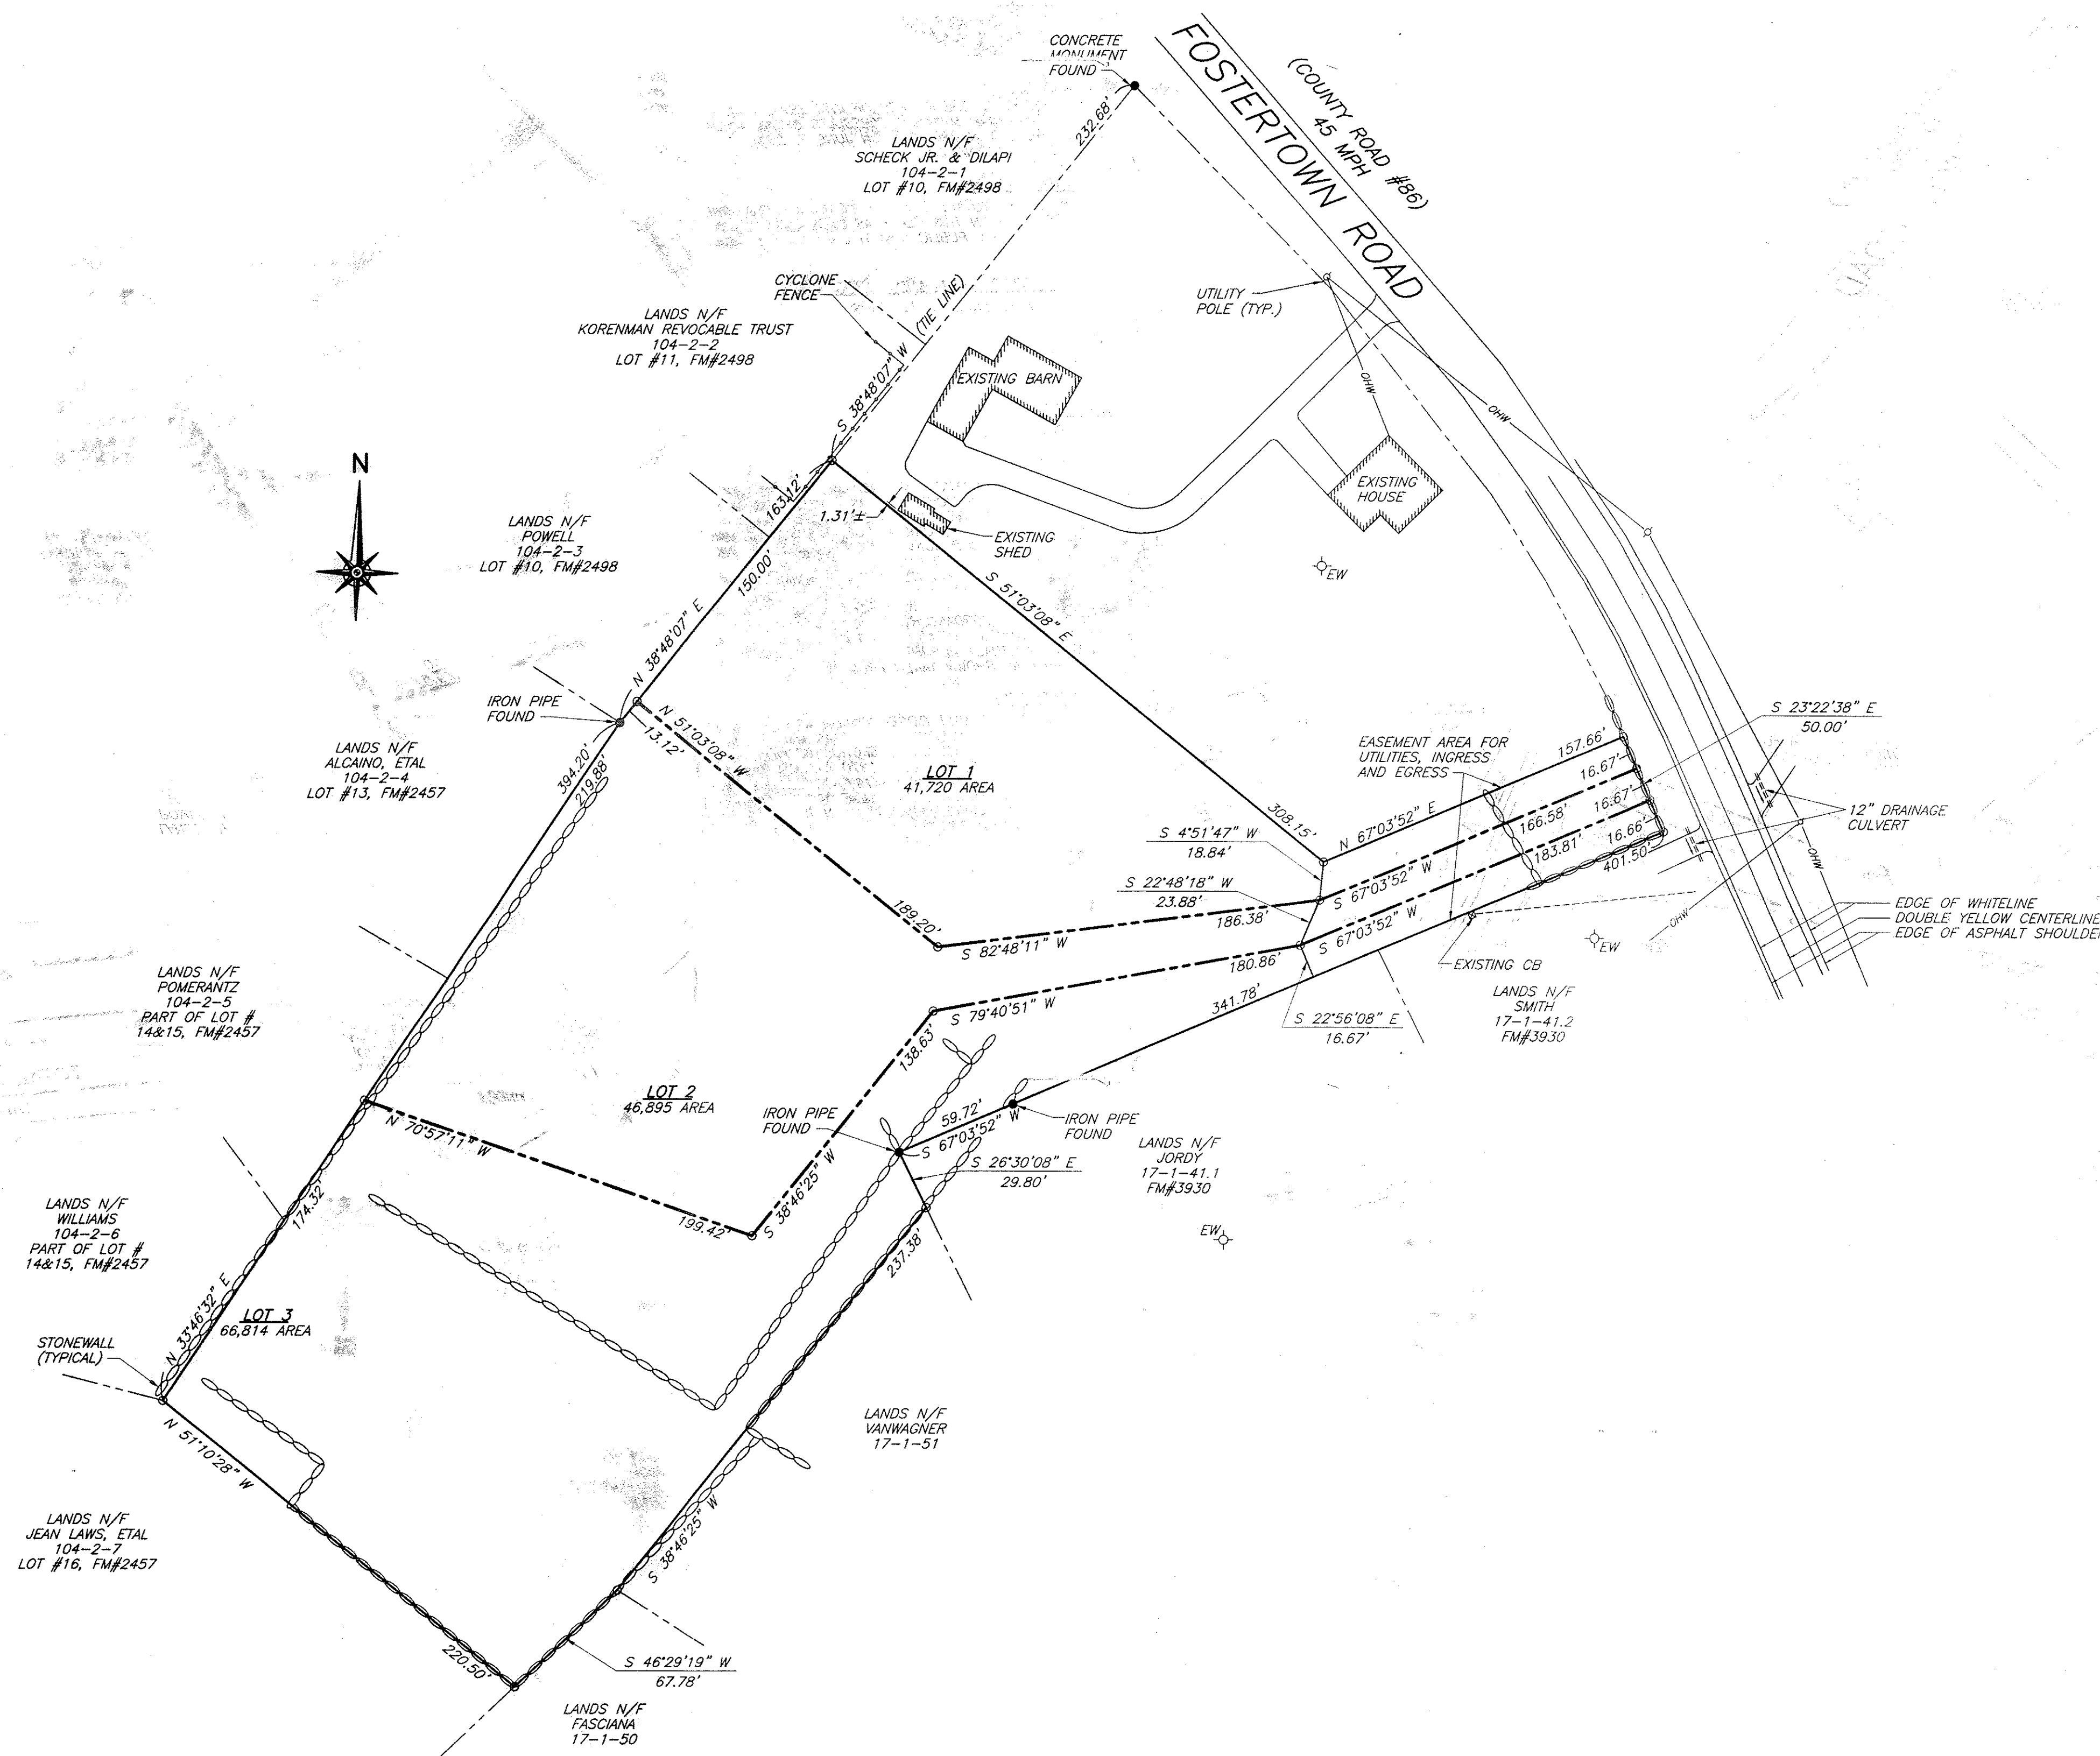 CONCRETE
MONUMENT
FOUND
FOSTERTOWN ROAD
(COUNTY ROAD #86)
45 MPH
232.68'
LANDS N/F
SCHECK JR. & DILAPI
104-2-1
LOT #10, FM#2498
CYCLONE
FENCE
LANDS N/F
KORENMAN REVOCABLE TRUST
104-2-2
LOT #11, FM#2498
S 38°48'07" W
(TIE LINE)
UTILITY
POLE (TYP.)
EXISTING BARN
OHW
OHW
EXISTING
HOUSE
N
163.12'
1.31'±
EXISTING
SHED
LANDS N/F
POWELL
104-2-3
LOT #10, FM#2498
150.00'
EW
N 38°48'07" E
S 51°03'08" E
IRON PIPE
FOUND
N 51°03'08" W
13.12'
LANDS N/F
ALCAINO, ETAL
104-2-4
LOT #13, FM#2457
394.20'
219.88'
LOT 1
41,720 AREA
EASEMENT AREA FOR
UTILITIES, INGRESS
AND EGRESS
157.66'
S 23°22'38" E
50.00'
16.67'
16.67'
16.66'
308.15'
N 67°03'52" E
166.58'
183.81'
401.50'
12" DRAINAGE
CULVERT
OHW
S 4°51'47" W
18.84'
S 22°48'18" W
23.88'
S 67°03'52" W
189.20'
186.38'
S 82°48'11" W
S 67°03'52" W
OHW
EDGE OF WHITELINE
DOUBLE YELLOW CENTERLINE
EDGE OF ASPHALT SHOULDER
EW
180.86'
EXISTING CB
LANDS N/F
SMITH
17-1-41.2
FM#3930
LANDS N/F
POMERANTZ
104-2-5
PART OF LOT #
14&15, FM#2457
S 79°40'51" W
341.78'
S 22°56'08" E
16.67'
138.63'
LOT 2
46,895 AREA
IRON PIPE
FOUND
59.72'
S 67°03'52" W
IRON PIPE
FOUND
N 70°57'11" W
LANDS N/F
JORDY
17-1-41.1
FM#3930
S 26°30'08" E
29.80'
174.32'
199.42'
S 38°46'25" W
237.38'
EW
LANDS N/F
WILLIAMS
104-2-6
PART OF LOT #
14&15, FM#2457
N 33°46'32" E
LOT 3
66,814 AREA
STONEWALL
(TYPICAL)
N 51°10'28" W
LANDS N/F
VANWAGNER
17-1-51
LANDS N/F
JEAN LAWS, ETAL
104-2-7
LOT #16, FM#2457
S 38°46'25" W
220.50'
S 46°29'19" W
67.78'
LANDS N/F
FASCIANA
17-1-50